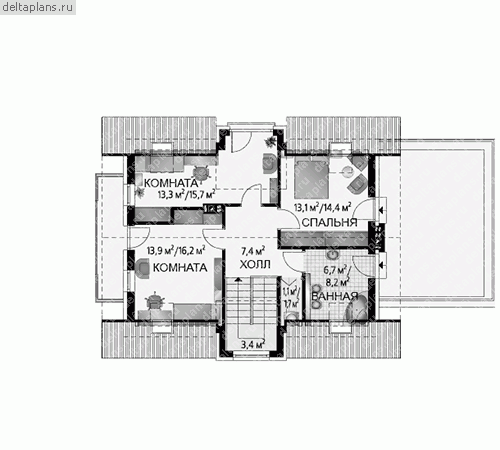 deltaplans.ru
КОМНАТА
13,3 м²/15,7 м²
13,1 м²/14,4 м²
СПАЛЬНЯ
13,9 м²/16,2 м²
КОМНАТА
7,4 м²
ХОЛЛ
6,7 м²
8,2 м²
ВАННАЯ
1,1 м²
1,7 м²
3,4 м²